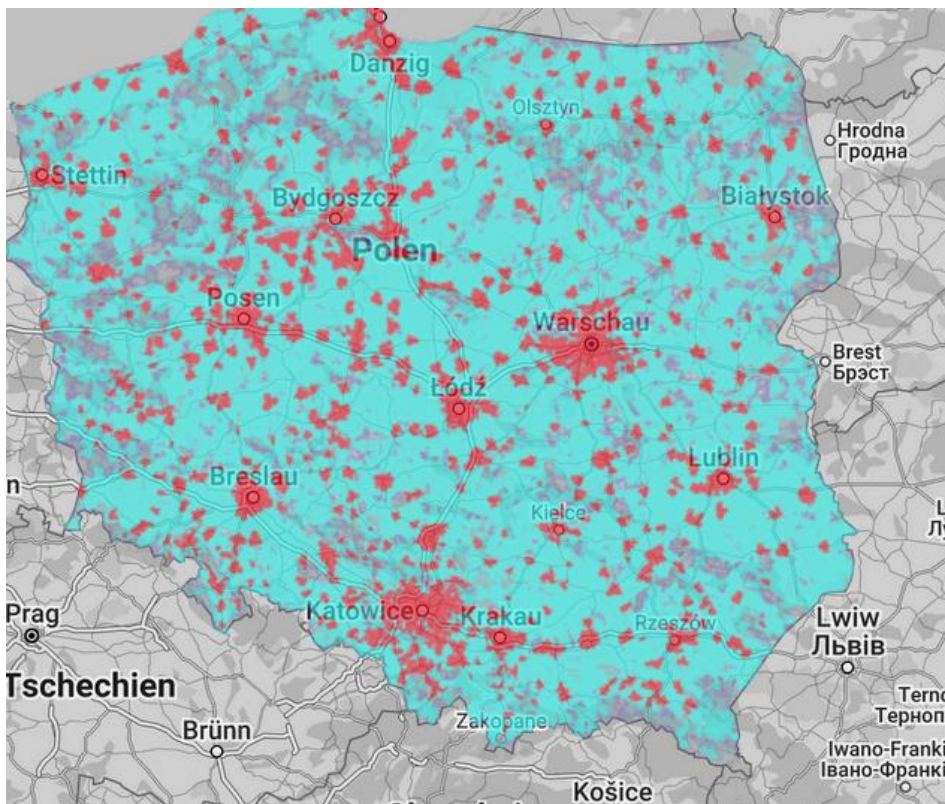 Danzig
Olsztyn
Hrodna
Гродна
Stettin
Bydgoszcz
Białystok
Polen
Posen
Warschau
Brest
Брэст
Łódź
Breslau
Lublin
Kielce
Prag
Katowice
Krakau
Rzeszów
Lwiw
Львів
Tschechien
Zakopane
Brünn
Košice